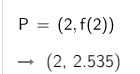 P = (2, f(2))
→ (2, 2.535)